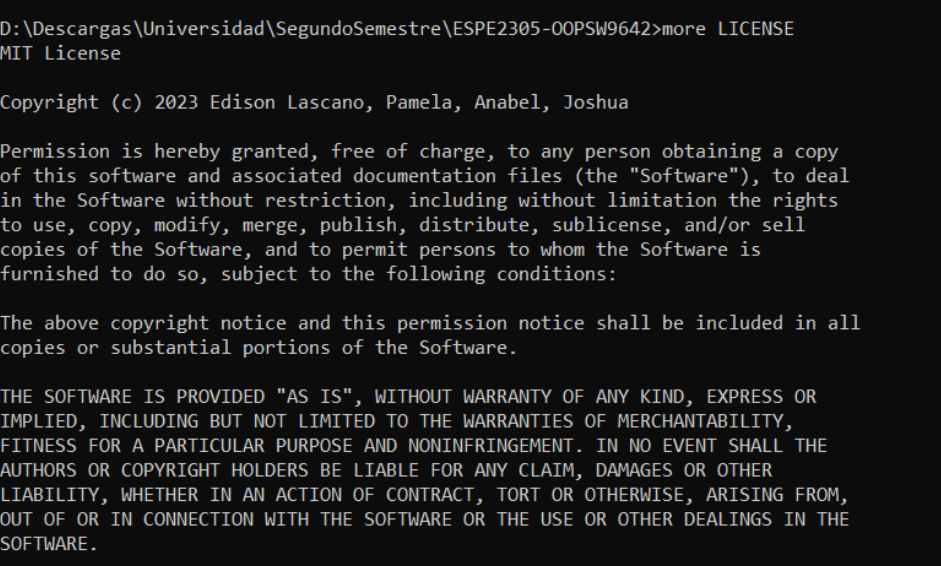 D:\Descargas\Universidad\SegundoSemestre\ESPE2305-OOPSW9642>more LICENSE
MIT License
Copyright (c) 2023 Edison Lascano, Pamela, Anabel, Joshua
Permission is hereby granted, free of charge, to any person obtaining a copy
of this software and associated documentation files (the "Software"), to deal
in the Software without restriction, including without limitation the rights
to use, copy, modify, merge, publish, distribute, sublicense, and/or sell
copies of the Software, and to permit persons to whom the Software is
furnished to do so, subject to the following conditions:
The above copyright notice and this permission notice shall be included in all
copies or substantial portions of the Software.
THE SOFTWARE IS PROVIDED "AS IS", WITHOUT WARRANTY OF ANY KIND, EXPRESS OR
IMPLIED, INCLUDING BUT NOT LIMITED TO THE WARRANTIES OF MERCHANTABILITY,
FITNESS FOR A PARTICULAR PURPOSE AND NONINFRINGEMENT. IN NO EVENT SHALL THE
AUTHORS OR COPYRIGHT HOLDERS BE LIABLE FOR ANY CLAIM, DAMAGES OR OTHER
LIABILITY, WHETHER IN AN ACTION OF CONTRACT, TORT OR OTHERWISE, ARISING FROM,
OUT OF OR IN CONNECTION WITH THE SOFTWARE OR THE USE OR OTHER DEALINGS IN THE
SOFTWARE.